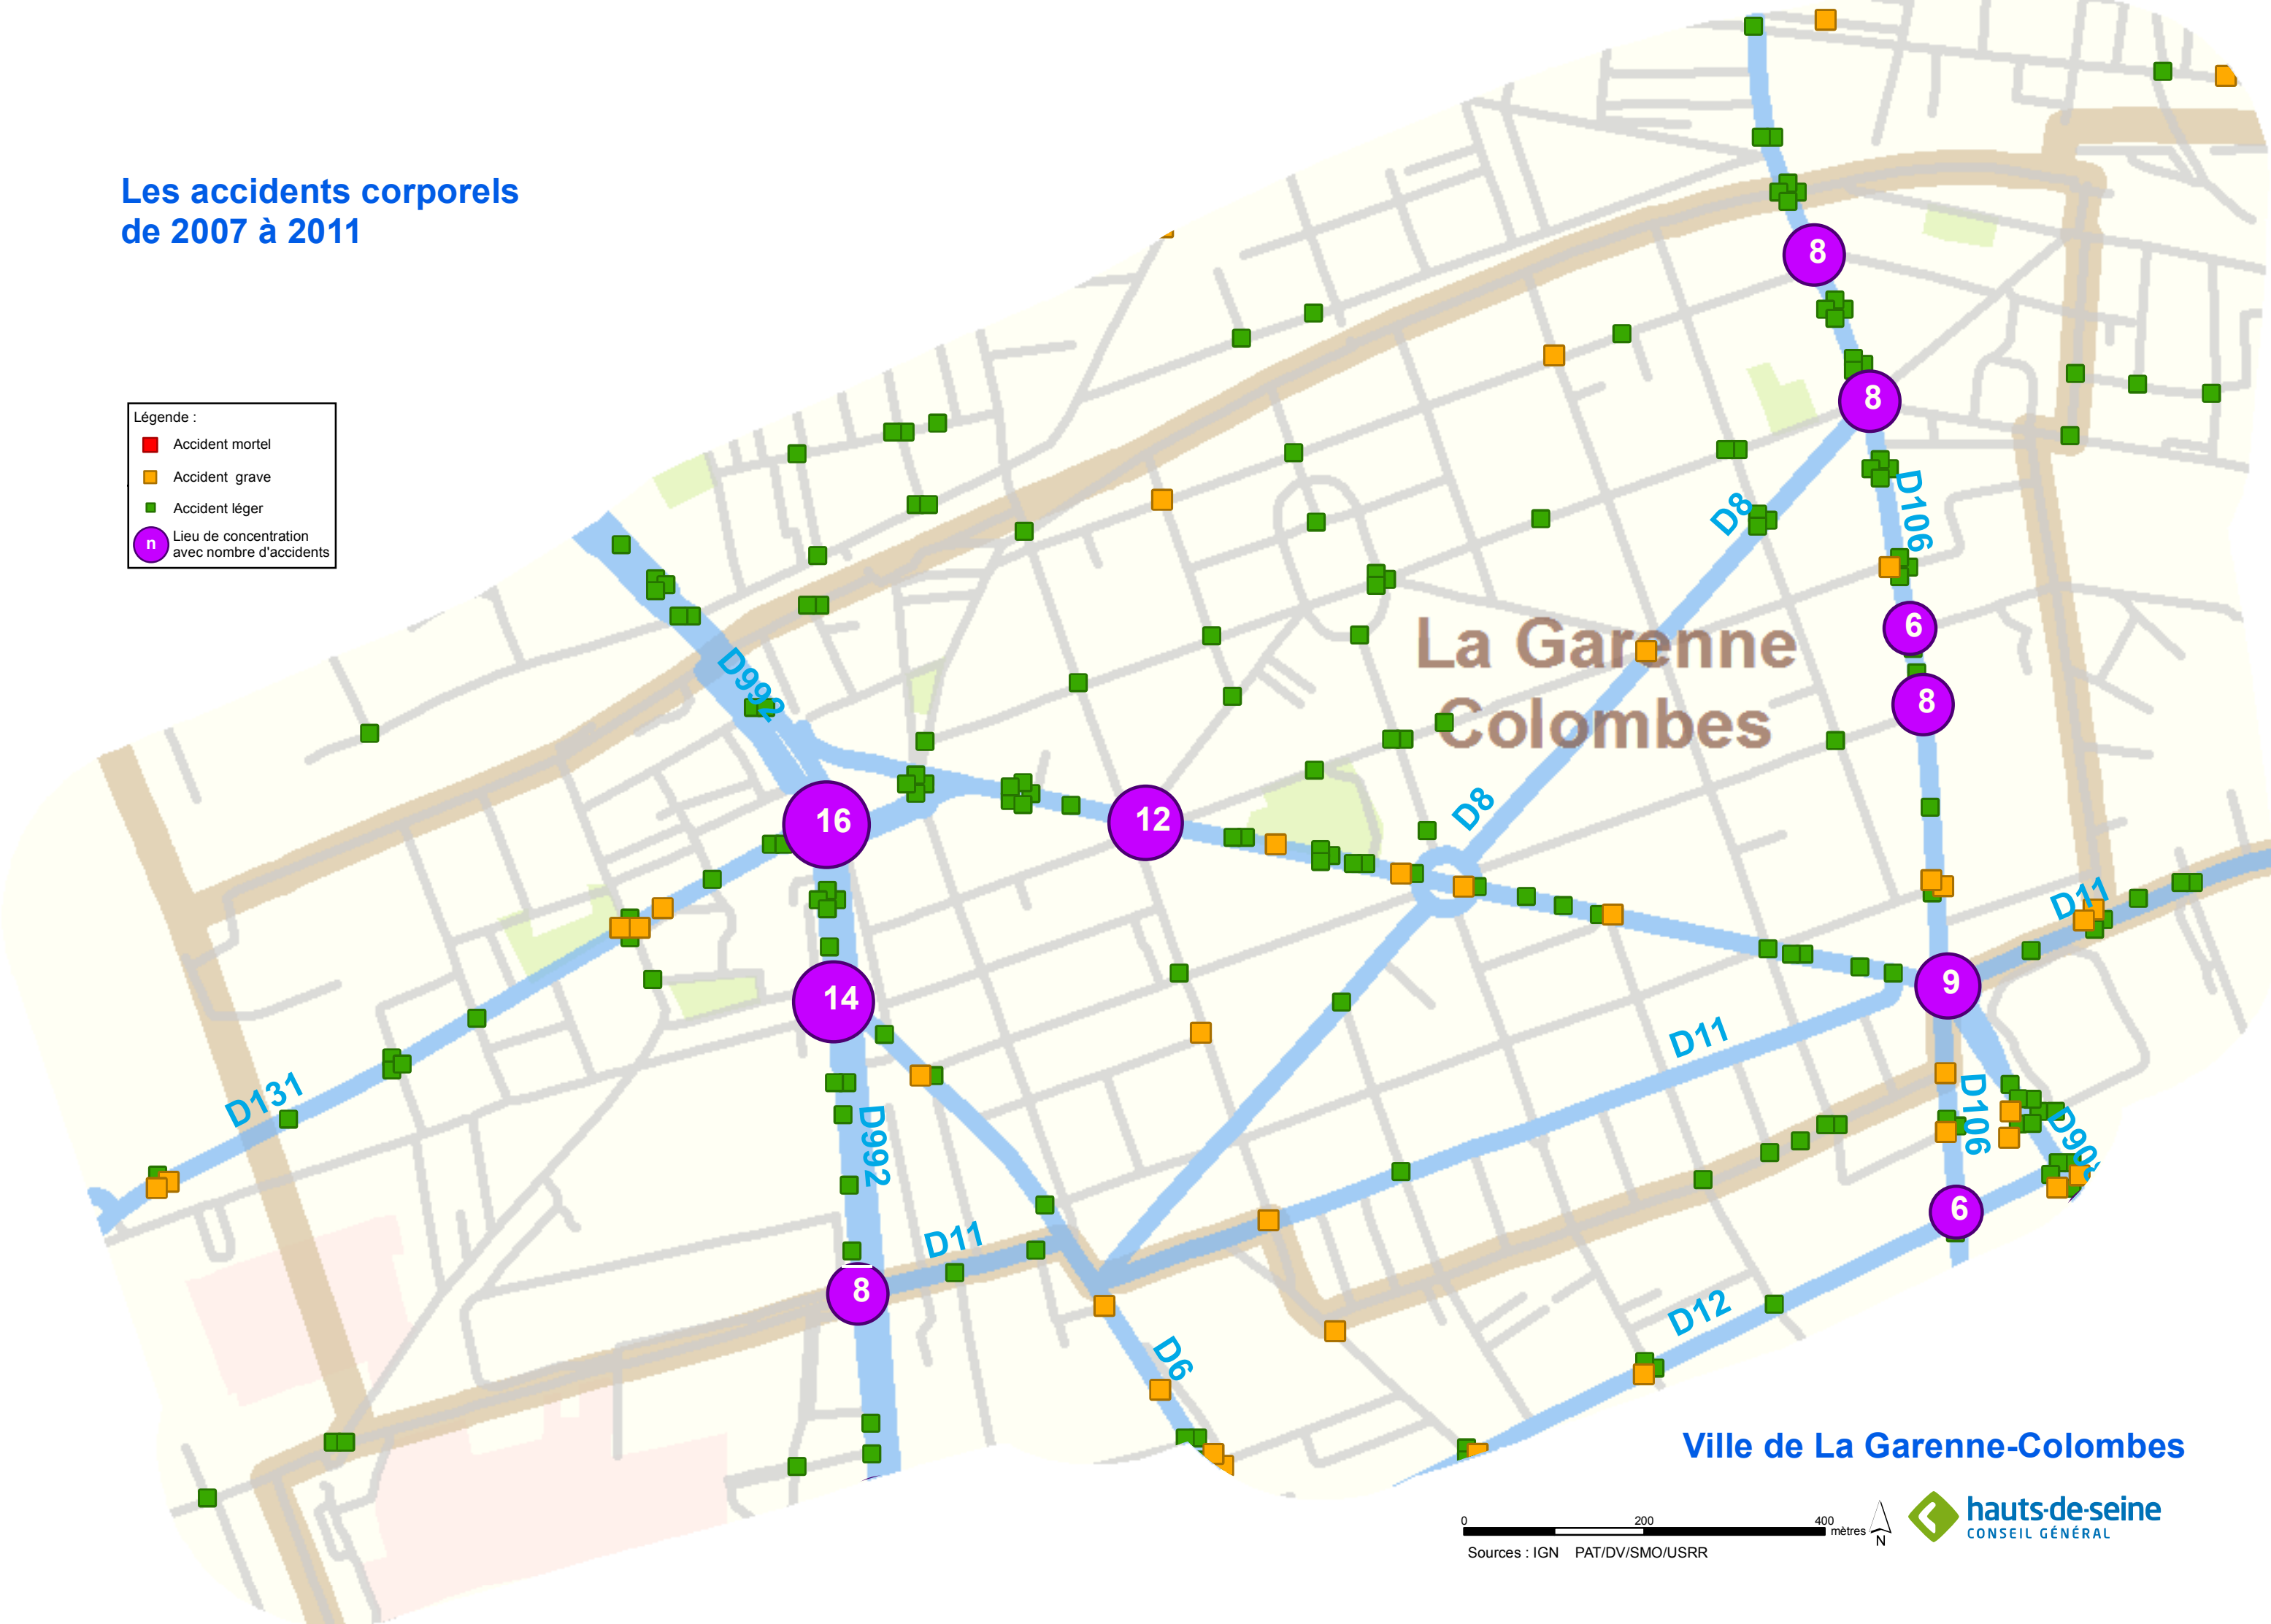 Les accidents corporels
de 2007 à 2011
Légende :
Accident mortel
Accident  grave
Accident léger
n
Lieu de concentration
avec nombre d'accidents
8
8
D106
D8
6
La Garenne
Colombes
8
D992
D8
16
12
D11
14
9
D11
D131
D992
D106
D11
6
8
D12
D6
Ville de La Garenne-Colombes
0 200 400
mètres
N
hauts-de-seine
CONSEIL GÉNÉRAL
Sources : IGN PAT/DV/SMO/USRR